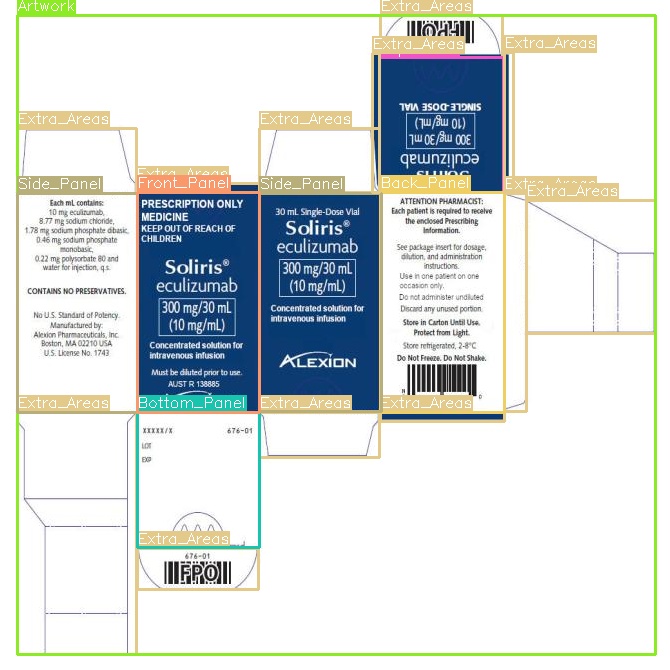 Artwork
Extra_Areas
FPO
Extra_Areas
Extra_Areas
Soliris
eculizumab
300 mg/30 mL
(10 mg/mL)
SINGLE-DOSE VIAL
Extra_Areas
Extra_Areas
Extra_Areas
Side_Panel
Each mL contains:
10 mg eculizumab,
8.77 mg sodium chloride,
1.78 mg sodium phosphate dibasic,
0.46 mg sodium phosphate
monobasic,
0.22 mg polysorbate 80 and
water for injection, q.s.
CONTAINS NO PRESERVATIVES.
No U.S. Standard of Potency.
Manufactured by:
Alexion Pharmaceuticals, Inc.
Boston, MA 02210 USA
U.S. License No. 1743
Front_Panel
PRESCRIPTION ONLY
MEDICINE
KEEP OUT OF REACH OF
CHILDREN
Soliris®
eculizumab
300 mg/30 mL
(10 mg/mL)
Concentrated solution for
intravenous infusion
Must be diluted prior to use.
AUST R 138885
Side_Panel
30 mL Single-Dose Vial
Soliris®
eculizumab
300 mg/30 mL
(10 mg/mL)
Concentrated solution for
intravenous infusion
ALEXION
Back_Panel
ATTENTION PHARMACIST:
Each patient is required to receive
the enclosed Prescribing
Information.
See package insert for dosage,
dilution, and administration
instructions.
Use in one patient on one
occasion only.
Do not administer undiluted
Discard any unused portion.
Store in Carton Until Use.
Protect from Light.
Store refrigerated, 2-8°C
Do Not Freeze. Do Not Shake.
Extra_Areas
Extra_Areas
Extra_Areas
Bottom_Panel
Extra_Areas
Extra_Areas
XXXXX/X 676-01
LOT
EXP
Extra_Areas
676-01
FPO